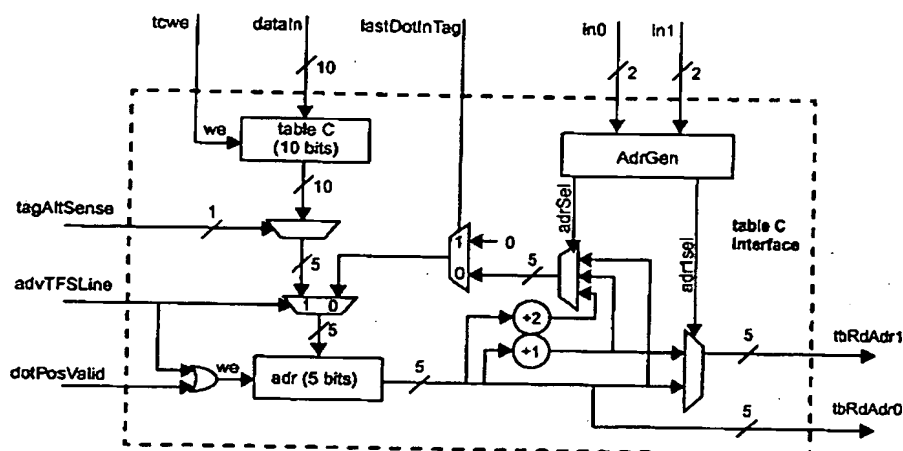 tcwe
dataIn
lastDotInTag
In0
In1
10
2
2
we
table C
(10 bits)
AdrGen
10
tagAltSense
1
adrSel
adr1sel
table C
Interface
1
0
0
5
5
advTFSLine
1 0
+2
5
+1
5
tbRdAdr1
dotPosValid
we
adr (5 bits)
5
5
tbRdAdr0